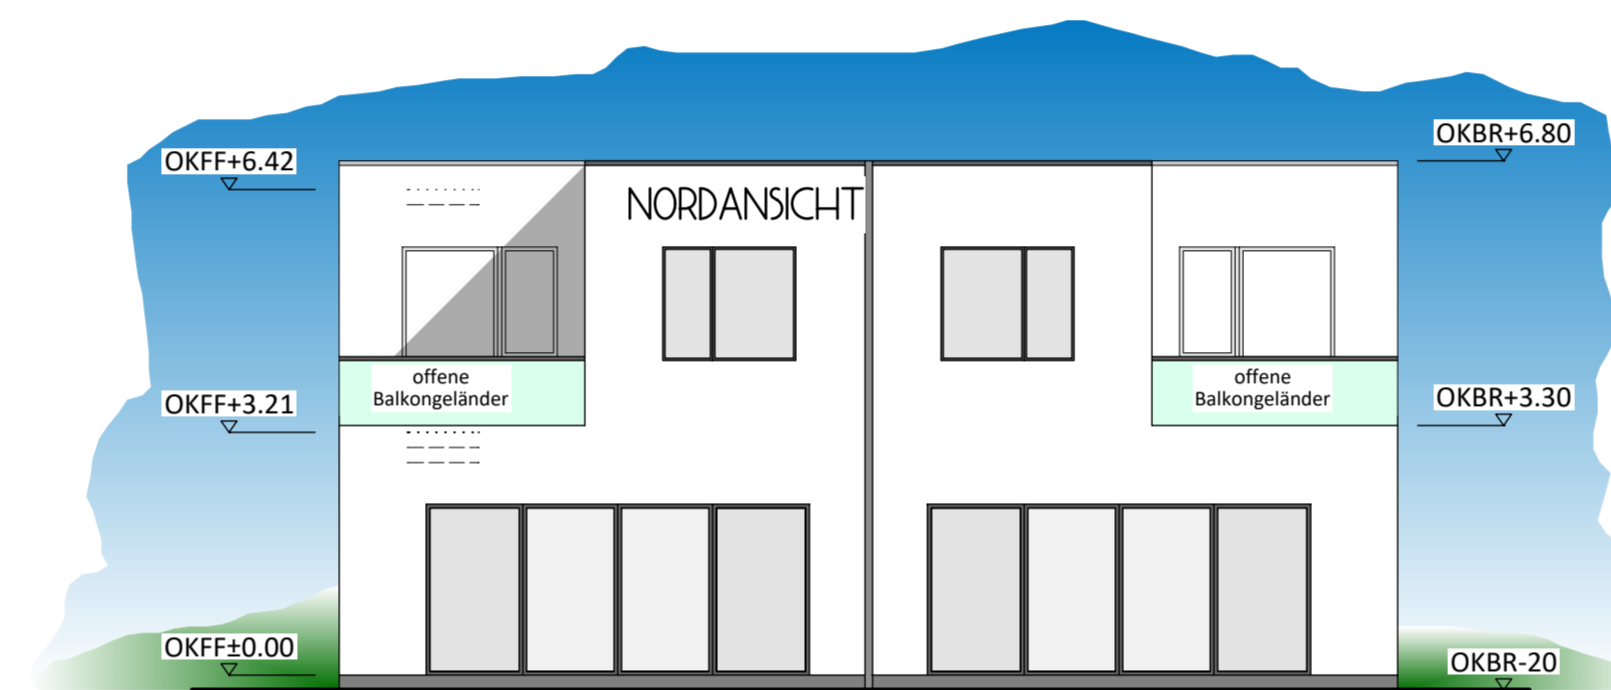 OKBR+6.80
OKFF+6.42
NORDANSICHT
offene
Balkongeländer
offene
Balkongeländer
OKFF+3.21
OKBR+3.30
OKFF±0.00
OKBR-20